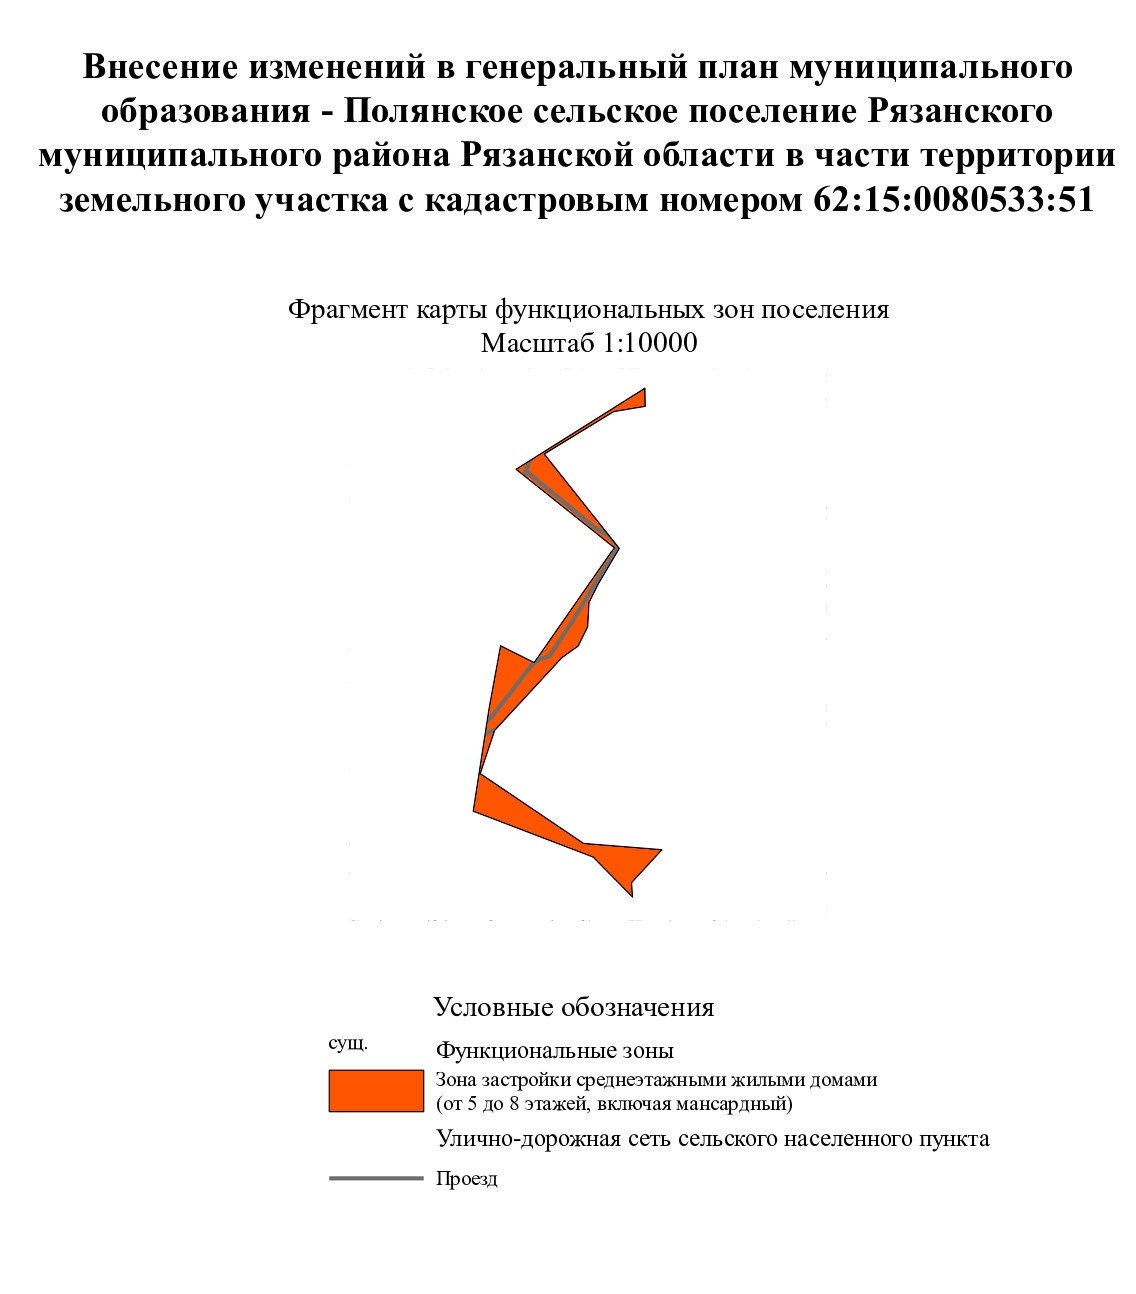 Внесение изменений в генеральный план муниципального
образования - Полянское сельское поселение Рязанского
муниципального района Рязанской области в части территории
земельного участка с кадастровым номером 62:15:0080533:51
Фрагмент карты функциональных зон поселения
Масштаб 1:10000
Условные обозначения
сущ.
Функциональные зоны
Зона застройки среднеэтажными жилыми домами
(от 5 до 8 этажей, включая мансардный)
Улично-дорожная сеть сельского населенного пункта
Проезд